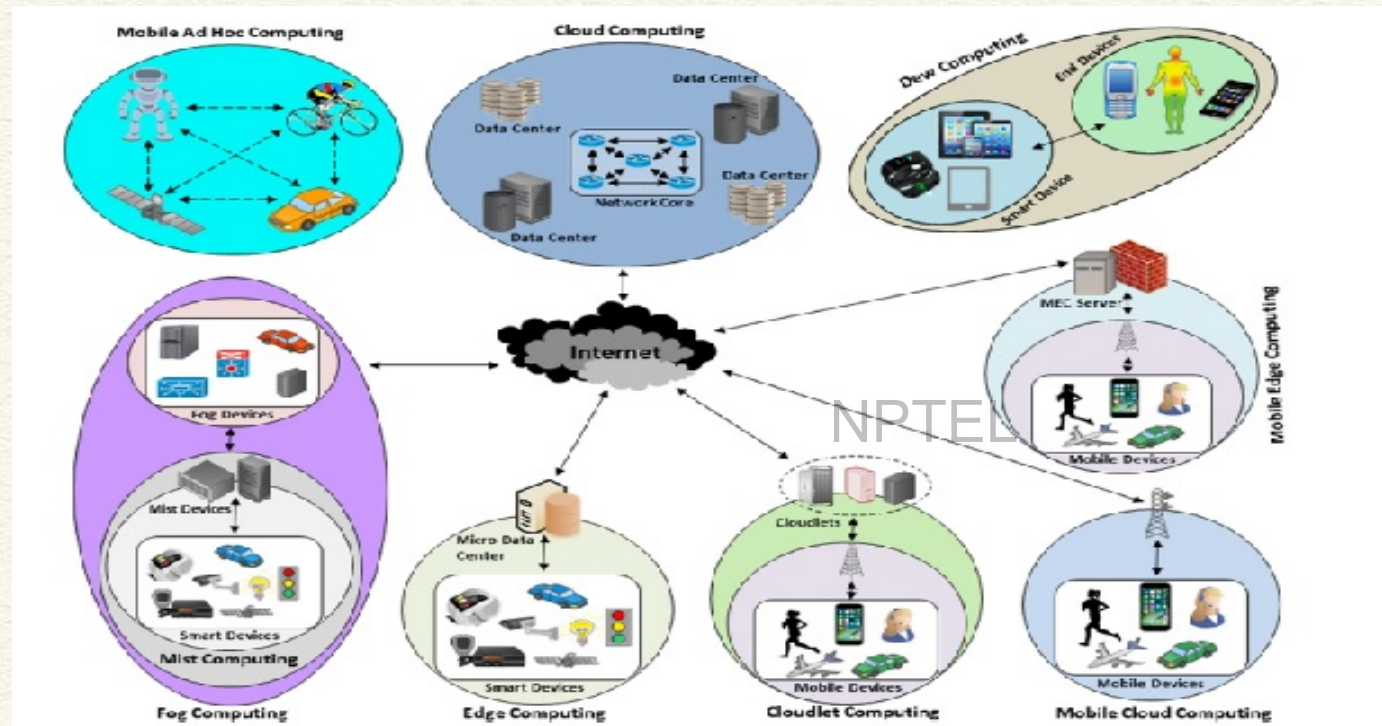 Mobile Ad Hoc Computing
Cloud Computing
Data Center
Data Center
Network Core
Data Center
Data Center
Dew Computing
End Devices
Smart Device
Internet
MEC Server
Mobile Devices
Mobile Edge Computing
NPTEL
Fog Devices
Mist Devices
Smart Devices
Mist Computing
Fog Computing
Micro Data
Center
Smart Devices
Edge Computing
Cloudlets
Mobile Devices
Cloudlet Computing
Mobile Devices
Mobile Cloud Computing